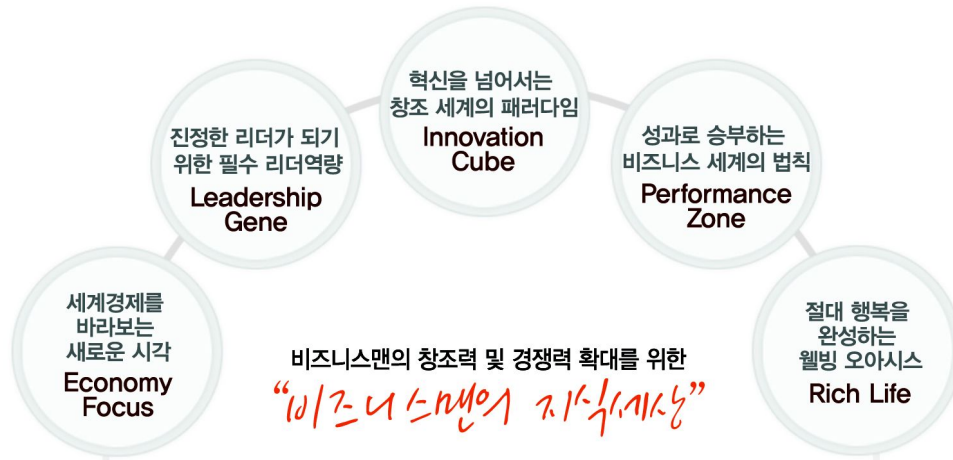 혁신을 넘어서는
창조 세계의 패러다임
Innovation
Cube
진정한 리더가 되기
위한 필수 리더역량
Leadership
Gene
성과로 승부하는
비즈니스 세계의 법칙
Performance
Zone
세계경제를
바라보는
새로운 시각
Economy
Focus
절대 행복을
완성하는
웰빙 오아시스
Rich Life
비즈니스맨의 창조력 및 경쟁력 확대를 위한
“비즈니스맨의 지식세상”